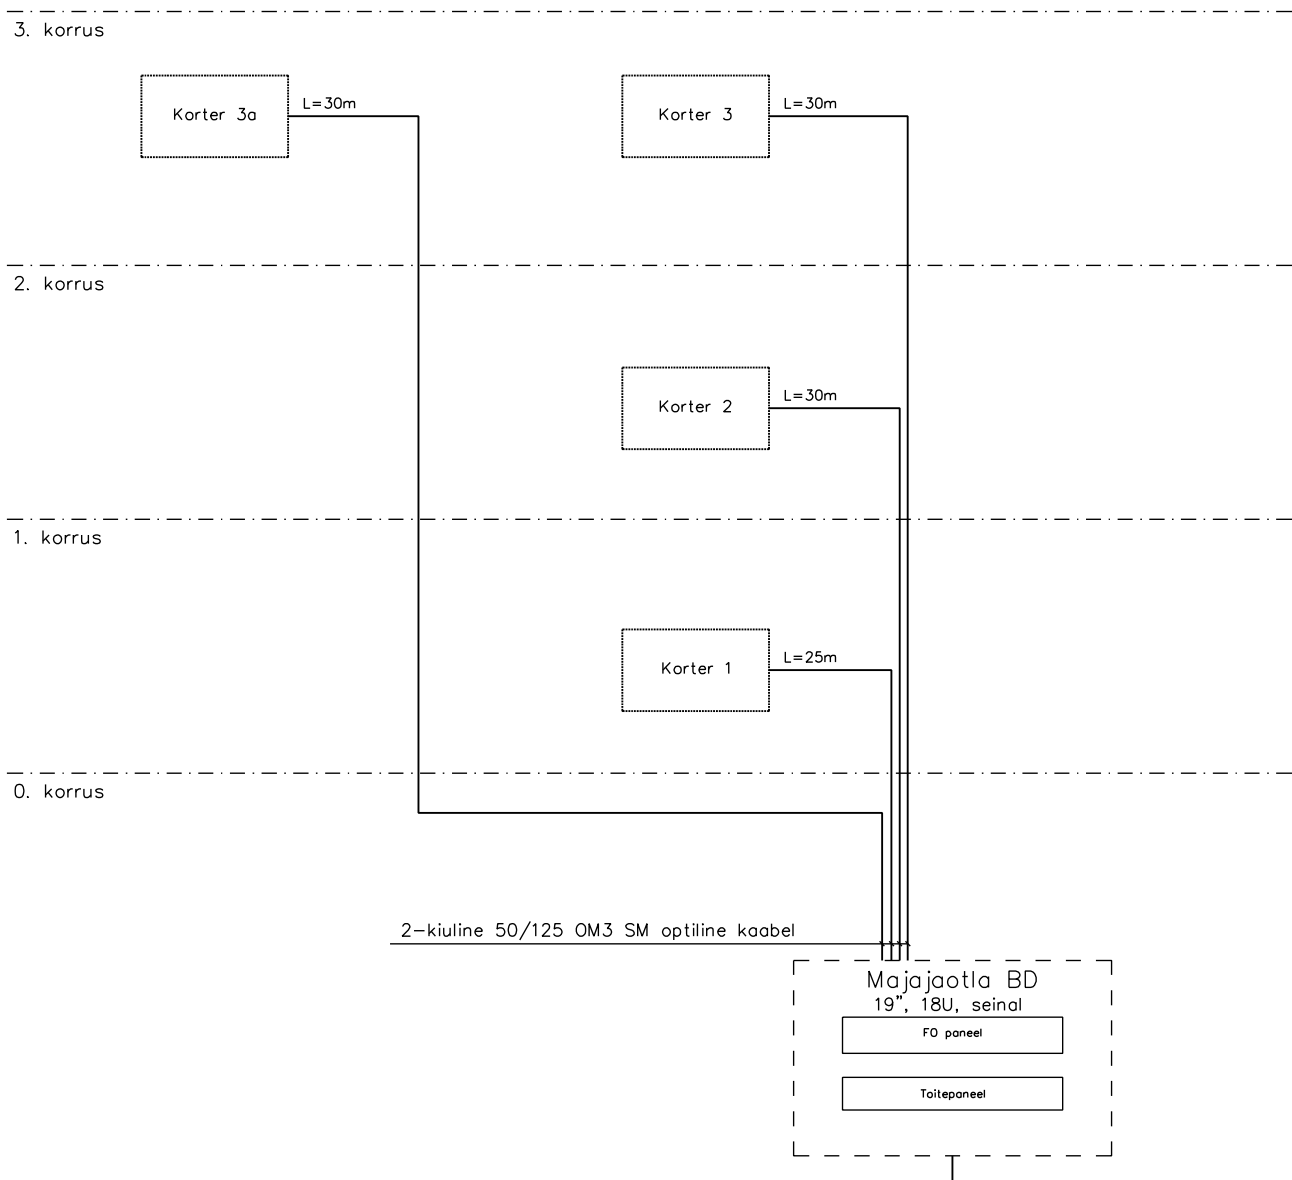 3. korrus
L=30m
Korter 3a
L=30m
Korter 3
2. korrus
L=30m
Korter 2
1. korrus
L=25m
Korter 1
0. korrus
2-kiuline 50/125 OM3 SM optiline kaabel
Majajaotla BD
19", 18U, seinal
FO paneel
Toitepaneel